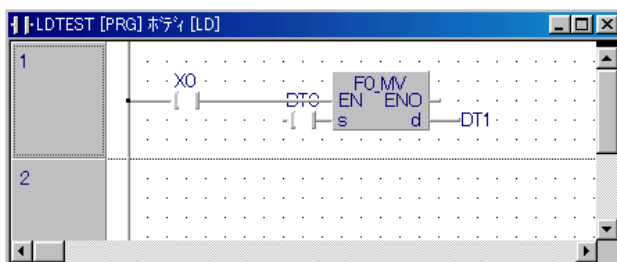 LDTEST [PRG] ボディ [LD]
1
X0
F0_MV
DT0
EN ENO
s d
DT1
2